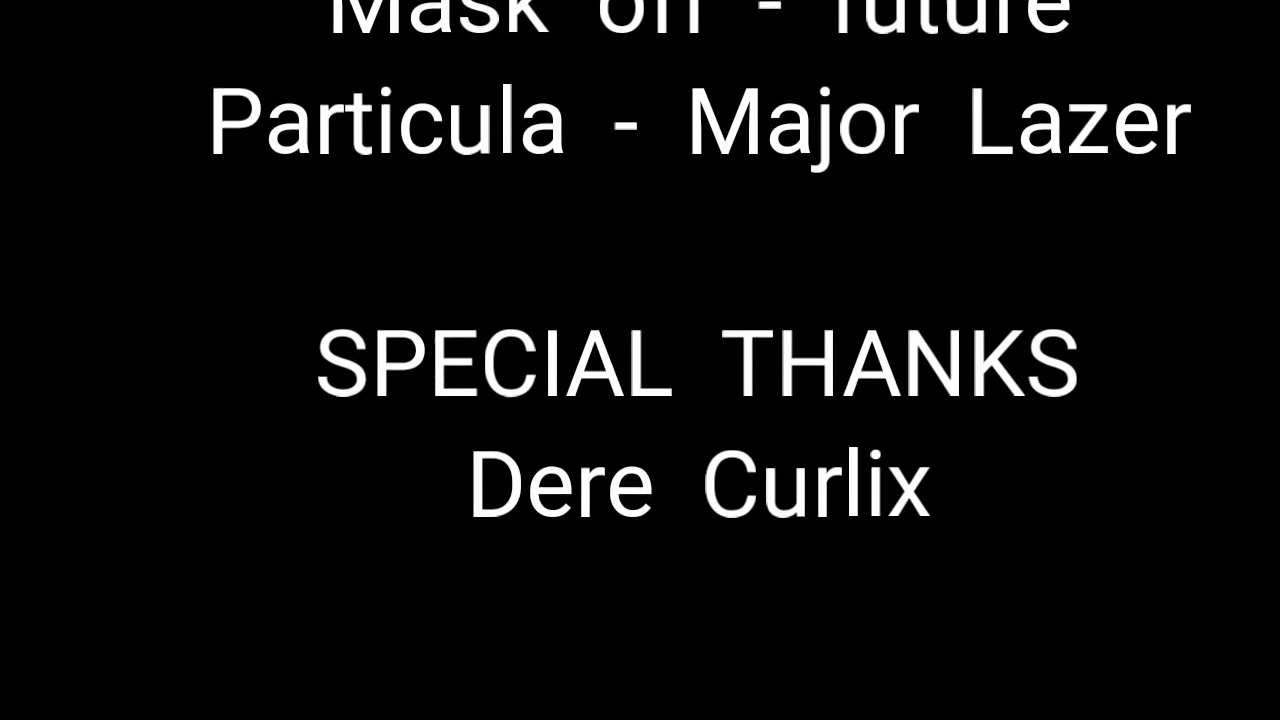 Mask off - future
Particula - Major Lazer
SPECIAL THANKS
Dere Curlix